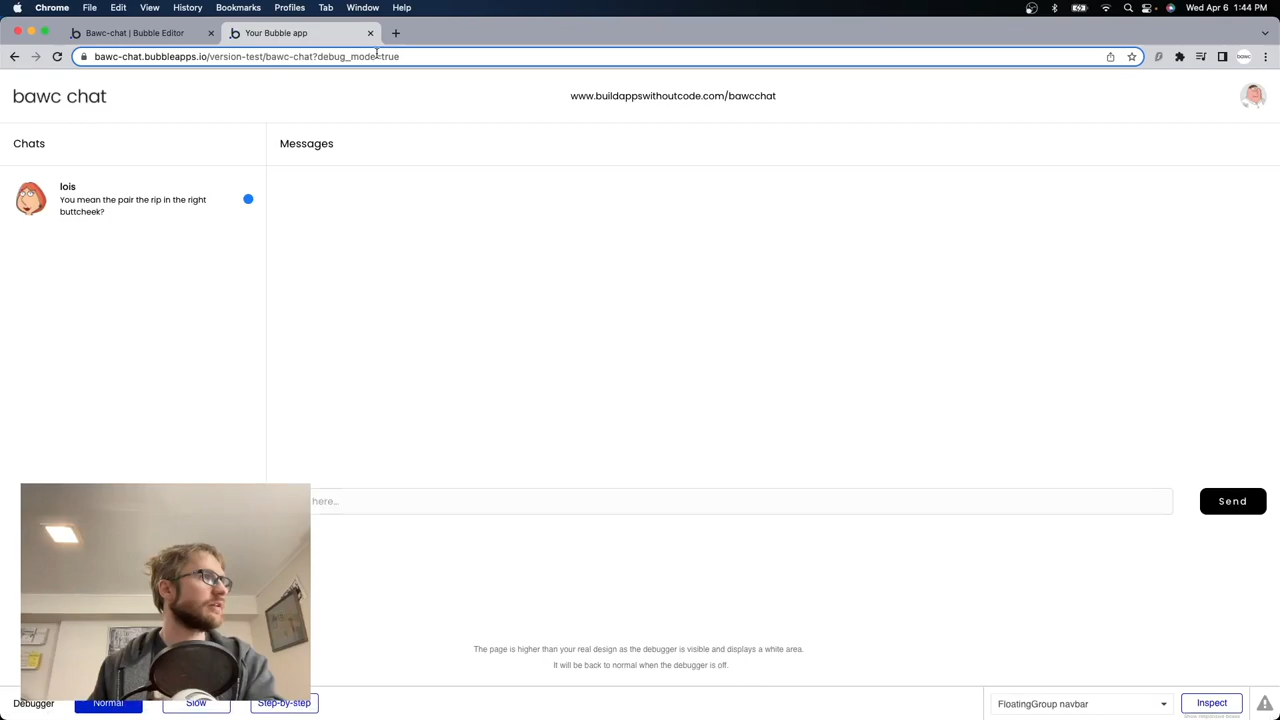 Chrome File Edit View History Bookmarks Profiles Tab Window Help Wed Apr 6 1:44 PM
Bawc-chat | Bubble Editor Your Bubble app
bawc-chat.bubbleapps.io/version-test/bawc-chat?debug_mode=true
bawc chat www.buildappswithoutcode.com/bawcchat
Chats Messages
lois
You mean the pair the rip in the right
buttcheek?
here...
Send
The page is higher than your real design as the debugger is visible and displays a white area.
It will be back to normal when the debugger is off.
Debugger Normal Slow Step-by-step FloatingGroup navbar Inspect
Show responsive boxes